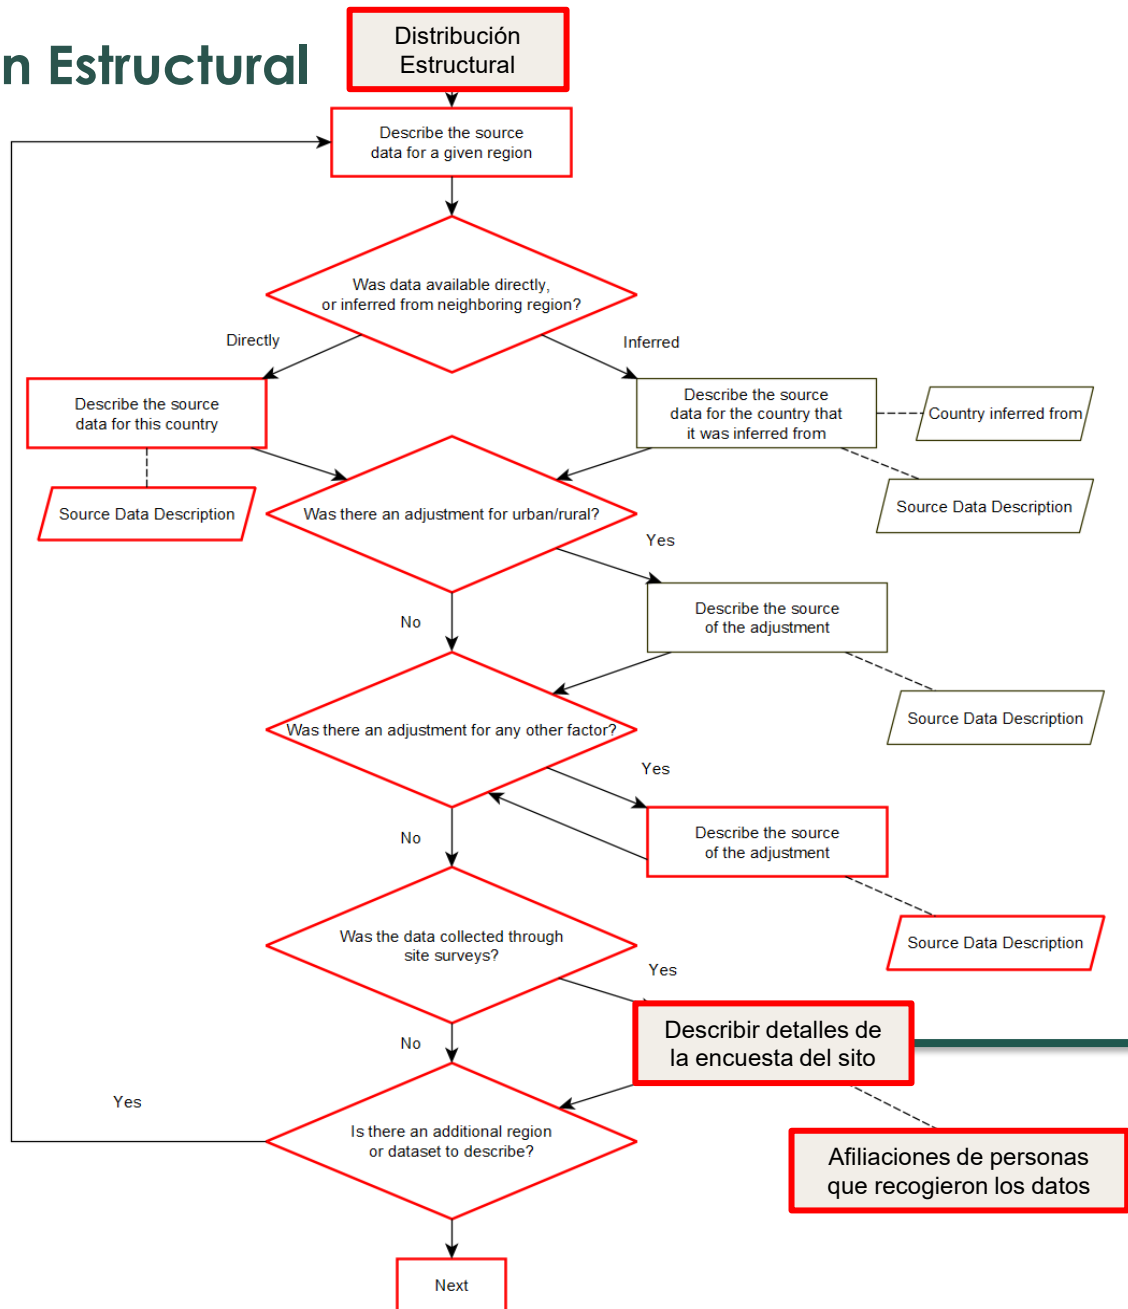 n Estructural
Distribución
Estructural
Describe the source
data for a given region
Was data available directly,
or inferred from neighboring region?
Directly
Inferred
Describe the source
data for this country
Describe the source
data for the country that
it was inferred from
Country inferred from
Source Data Description
Source Data Description
Was there an adjustment for urban/rural?
Yes
No
Describe the source
of the adjustment
Source Data Description
Was there an adjustment for any other factor?
Yes
No
Describe the source
of the adjustment
Source Data Description
Was the data collected through
site surveys?
Yes
No
Describir detalles de
la encuesta del sito
Yes
Is there an additional region
or dataset to describe?
Afiliaciones de personas
que recogieron los datos
Next